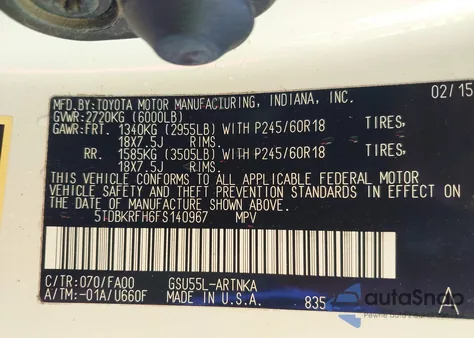 MFD.BY:TOYOTA MOTOR MANUFACTURING, INDIANA, INC. 02/15
GVWR:2720KG (6000LB)
GAWR:FRT. 1340KG (2955LB) WITH P245/60R18 TIRES,
18X7.5J RIMS.
RR. 1585KG (3505LB) WITH P245/60R18 TIRES,
18X7.5J RIMS.
THIS VEHICLE CONFORMS TO ALL APPLICABLE FEDERAL MOTOR
VEHICLE SAFETY AND THEFT PREVENTION STANDARDS IN EFFECT ON
THE DATE OF MANUFACTURE SHOWN ABOVE.
5TDBKRFH6FS140967 MPV
C/TR:070/FA00 GSU55L-ARTNKA
A/TM:-01A/U660F MADE IN U.S.A. 835 A
autoSnap